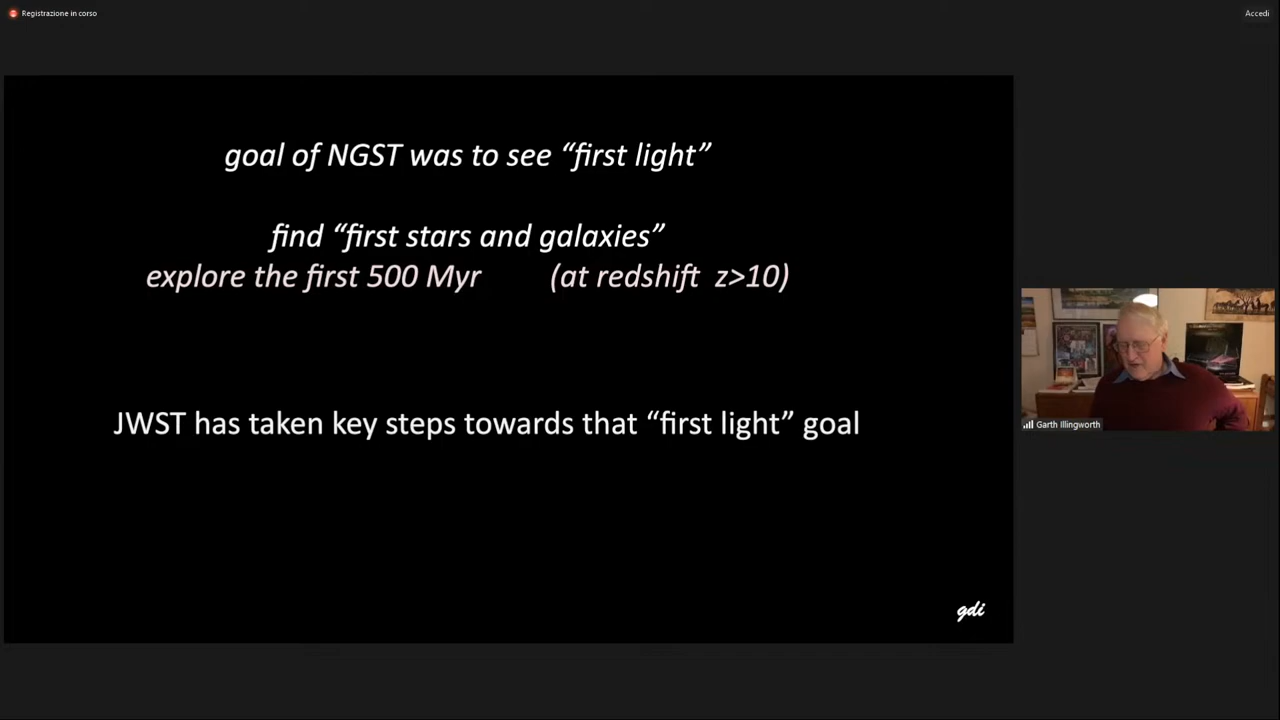 Registrazione in corso
Accedi
goal of NGST was to see “first light”
find “first stars and galaxies”
explore the first 500 Myr (at redshift z>10)
JWST has taken key steps towards that “first light” goal
gdi
Garth Illingworth